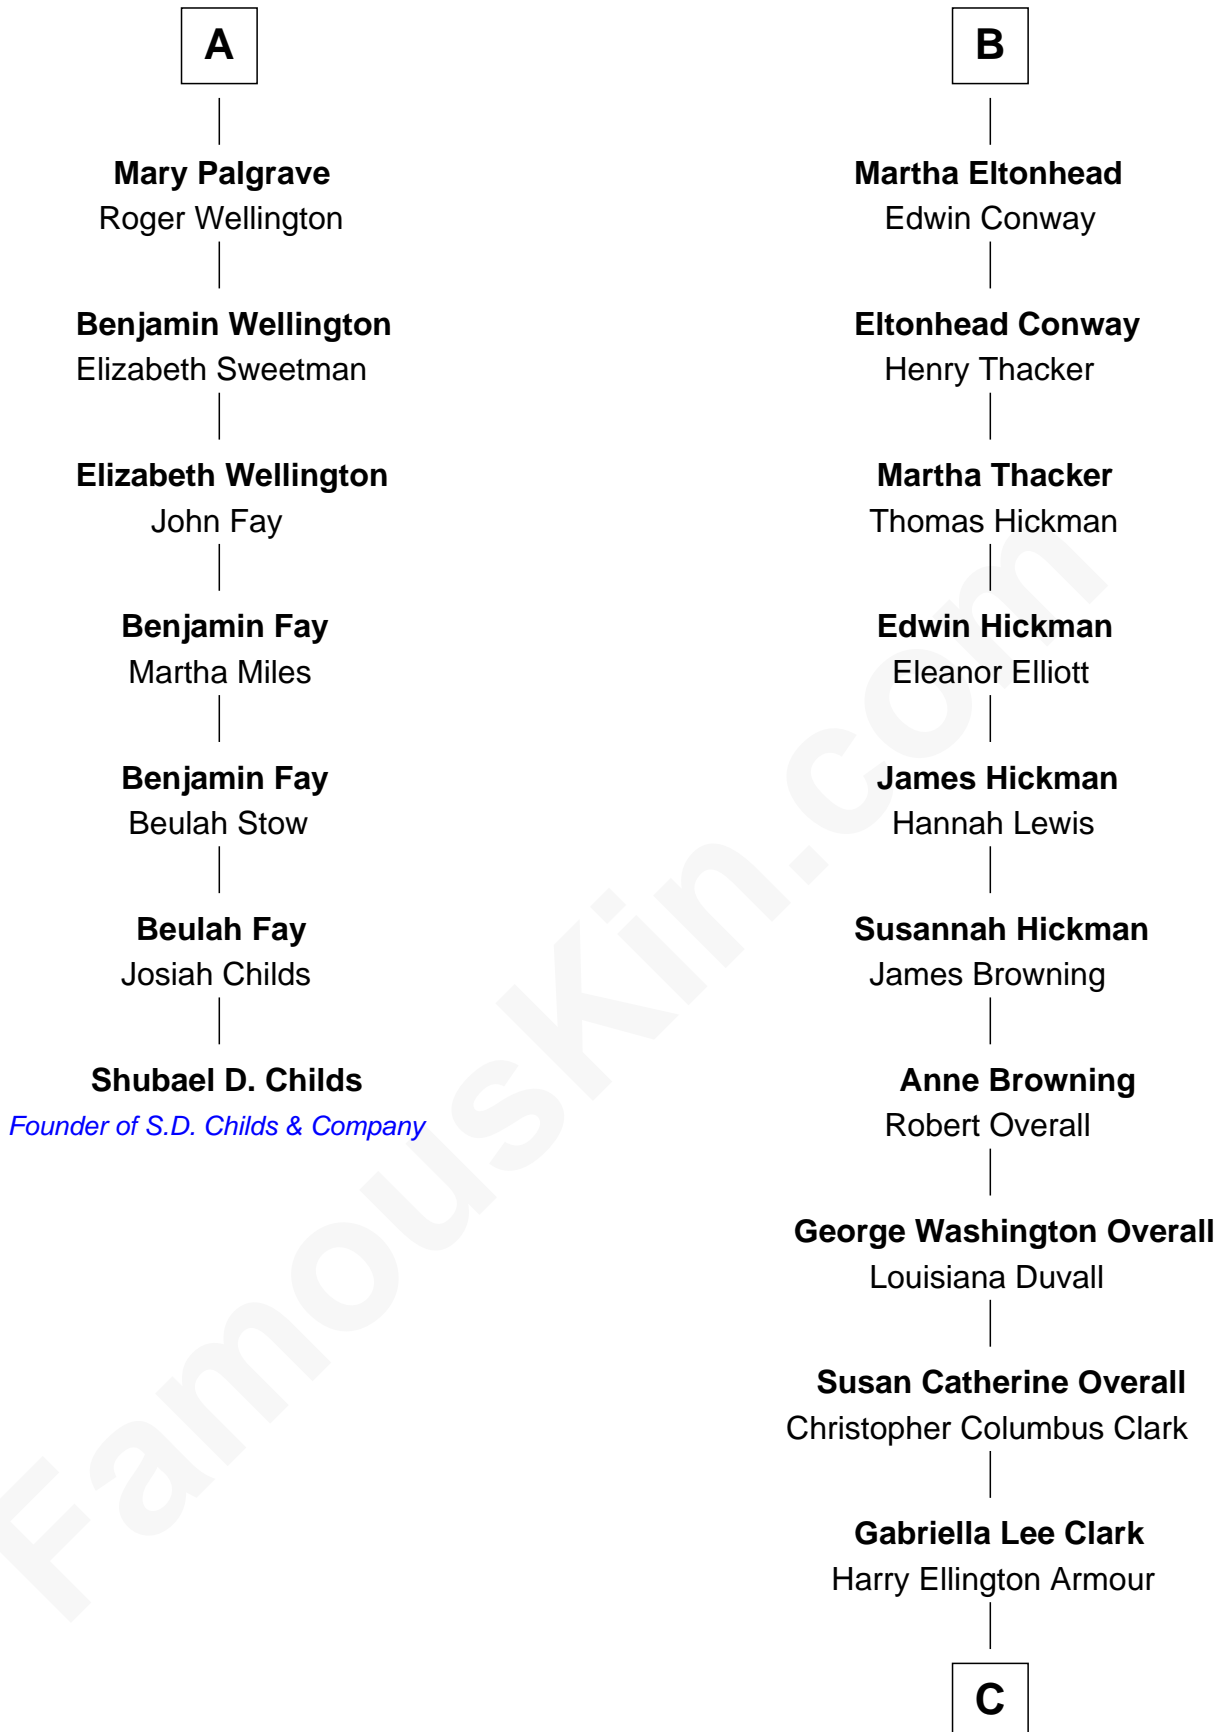 A
Mary Palgrave
Roger Wellington
Benjamin Wellington
Elizabeth Sweetman
Elizabeth Wellington
John Fay
Benjamin Fay
Martha Miles
Benjamin Fay
Beulah Stow
Beulah Fay
Josiah Childs
Shubael D. Childs
Founder of S.D. Childs & Company
B
Martha Eltonhead
Edwin Conway
Eltonhead Conway
Henry Thacker
Martha Thacker
Thomas Hickman
Edwin Hickman
Eleanor Elliott
James Hickman
Hannah Lewis
Susannah Hickman
James Browning
Anne Browning
Robert Overall
George Washington Overall
Louisiana Duvall
Susan Catherine Overall
Christopher Columbus Clark
Gabriella Lee Clark
Harry Ellington Armour
C
FamousKin.com